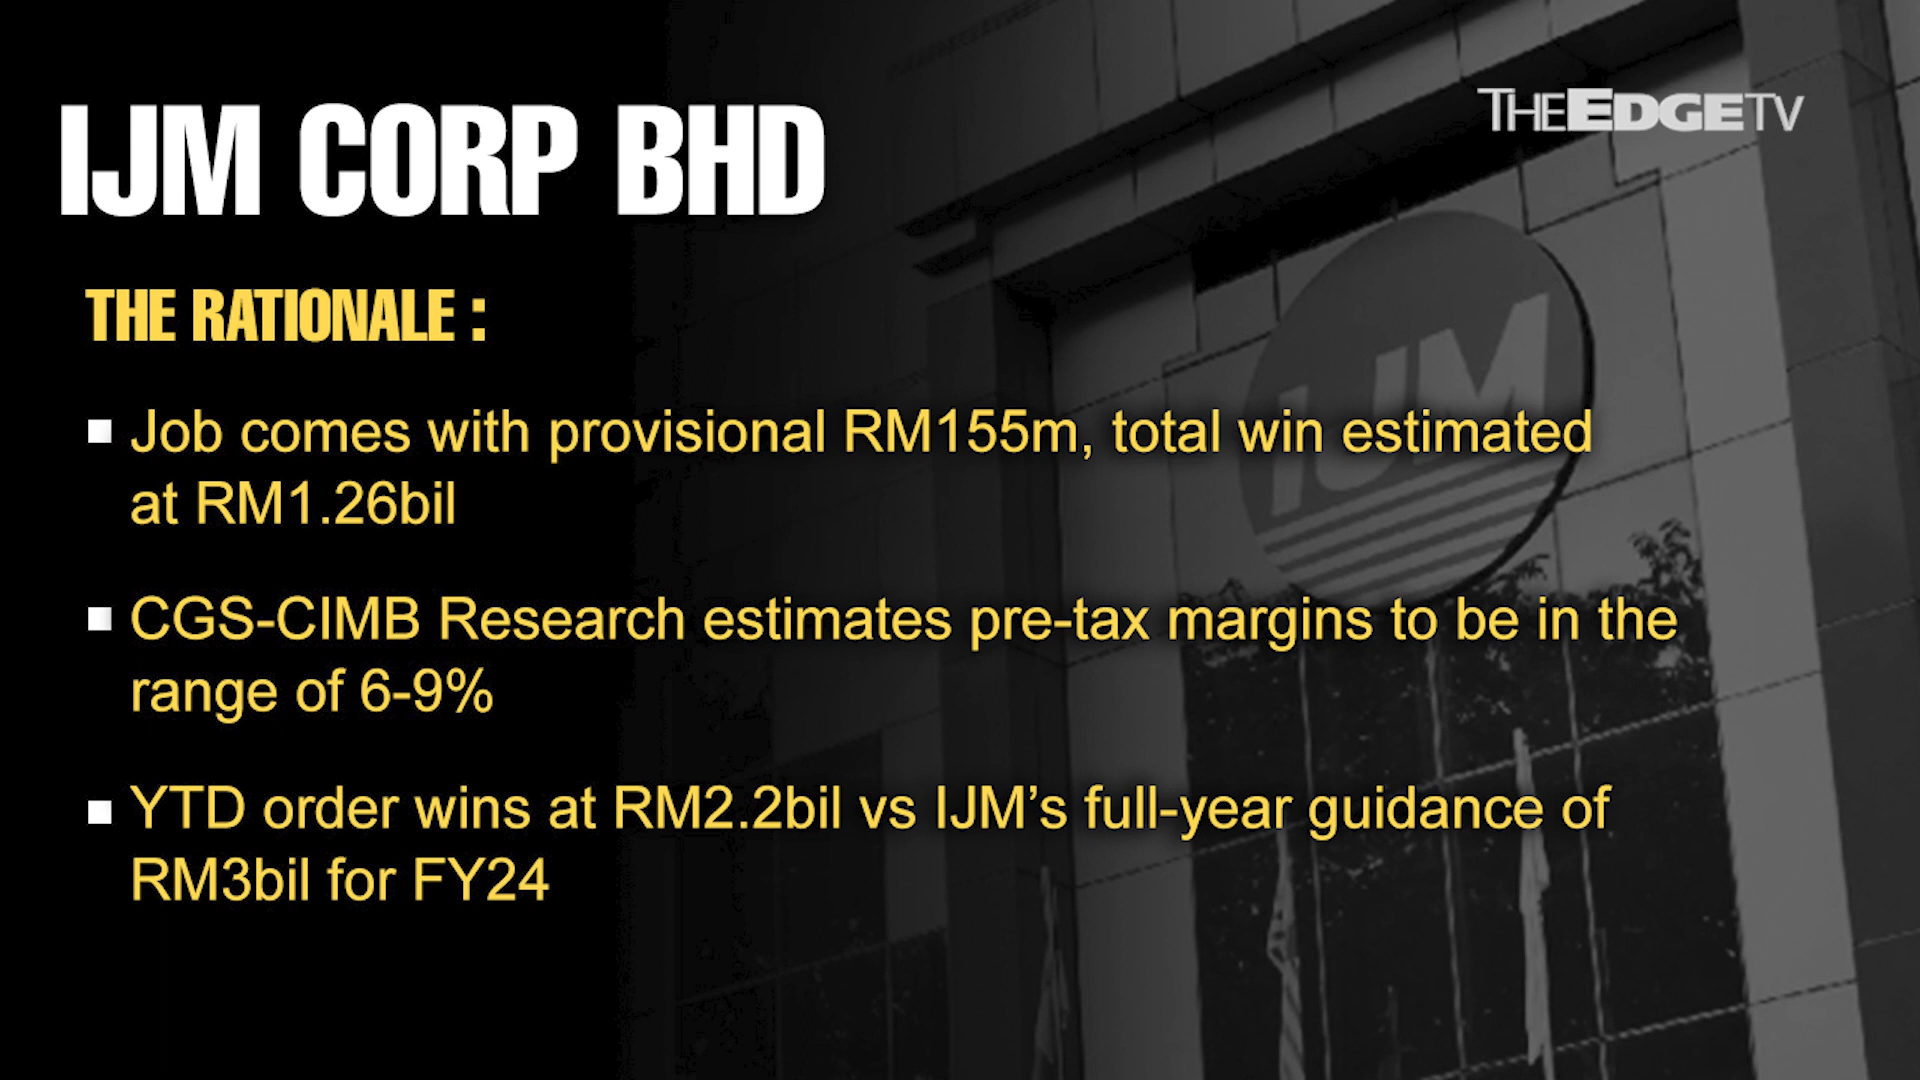 THEEDGETV
IJM CORP BHD
THE RATIONALE :
Job comes with provisional RM155m, total win estimated
at RM1.26bil
CGS-CIMB Research estimates pre-tax margins to be in the
range of 6-9%
YTD order wins at RM2.2bil vs IJM’s full-year guidance of
RM3bil for FY24
IJM